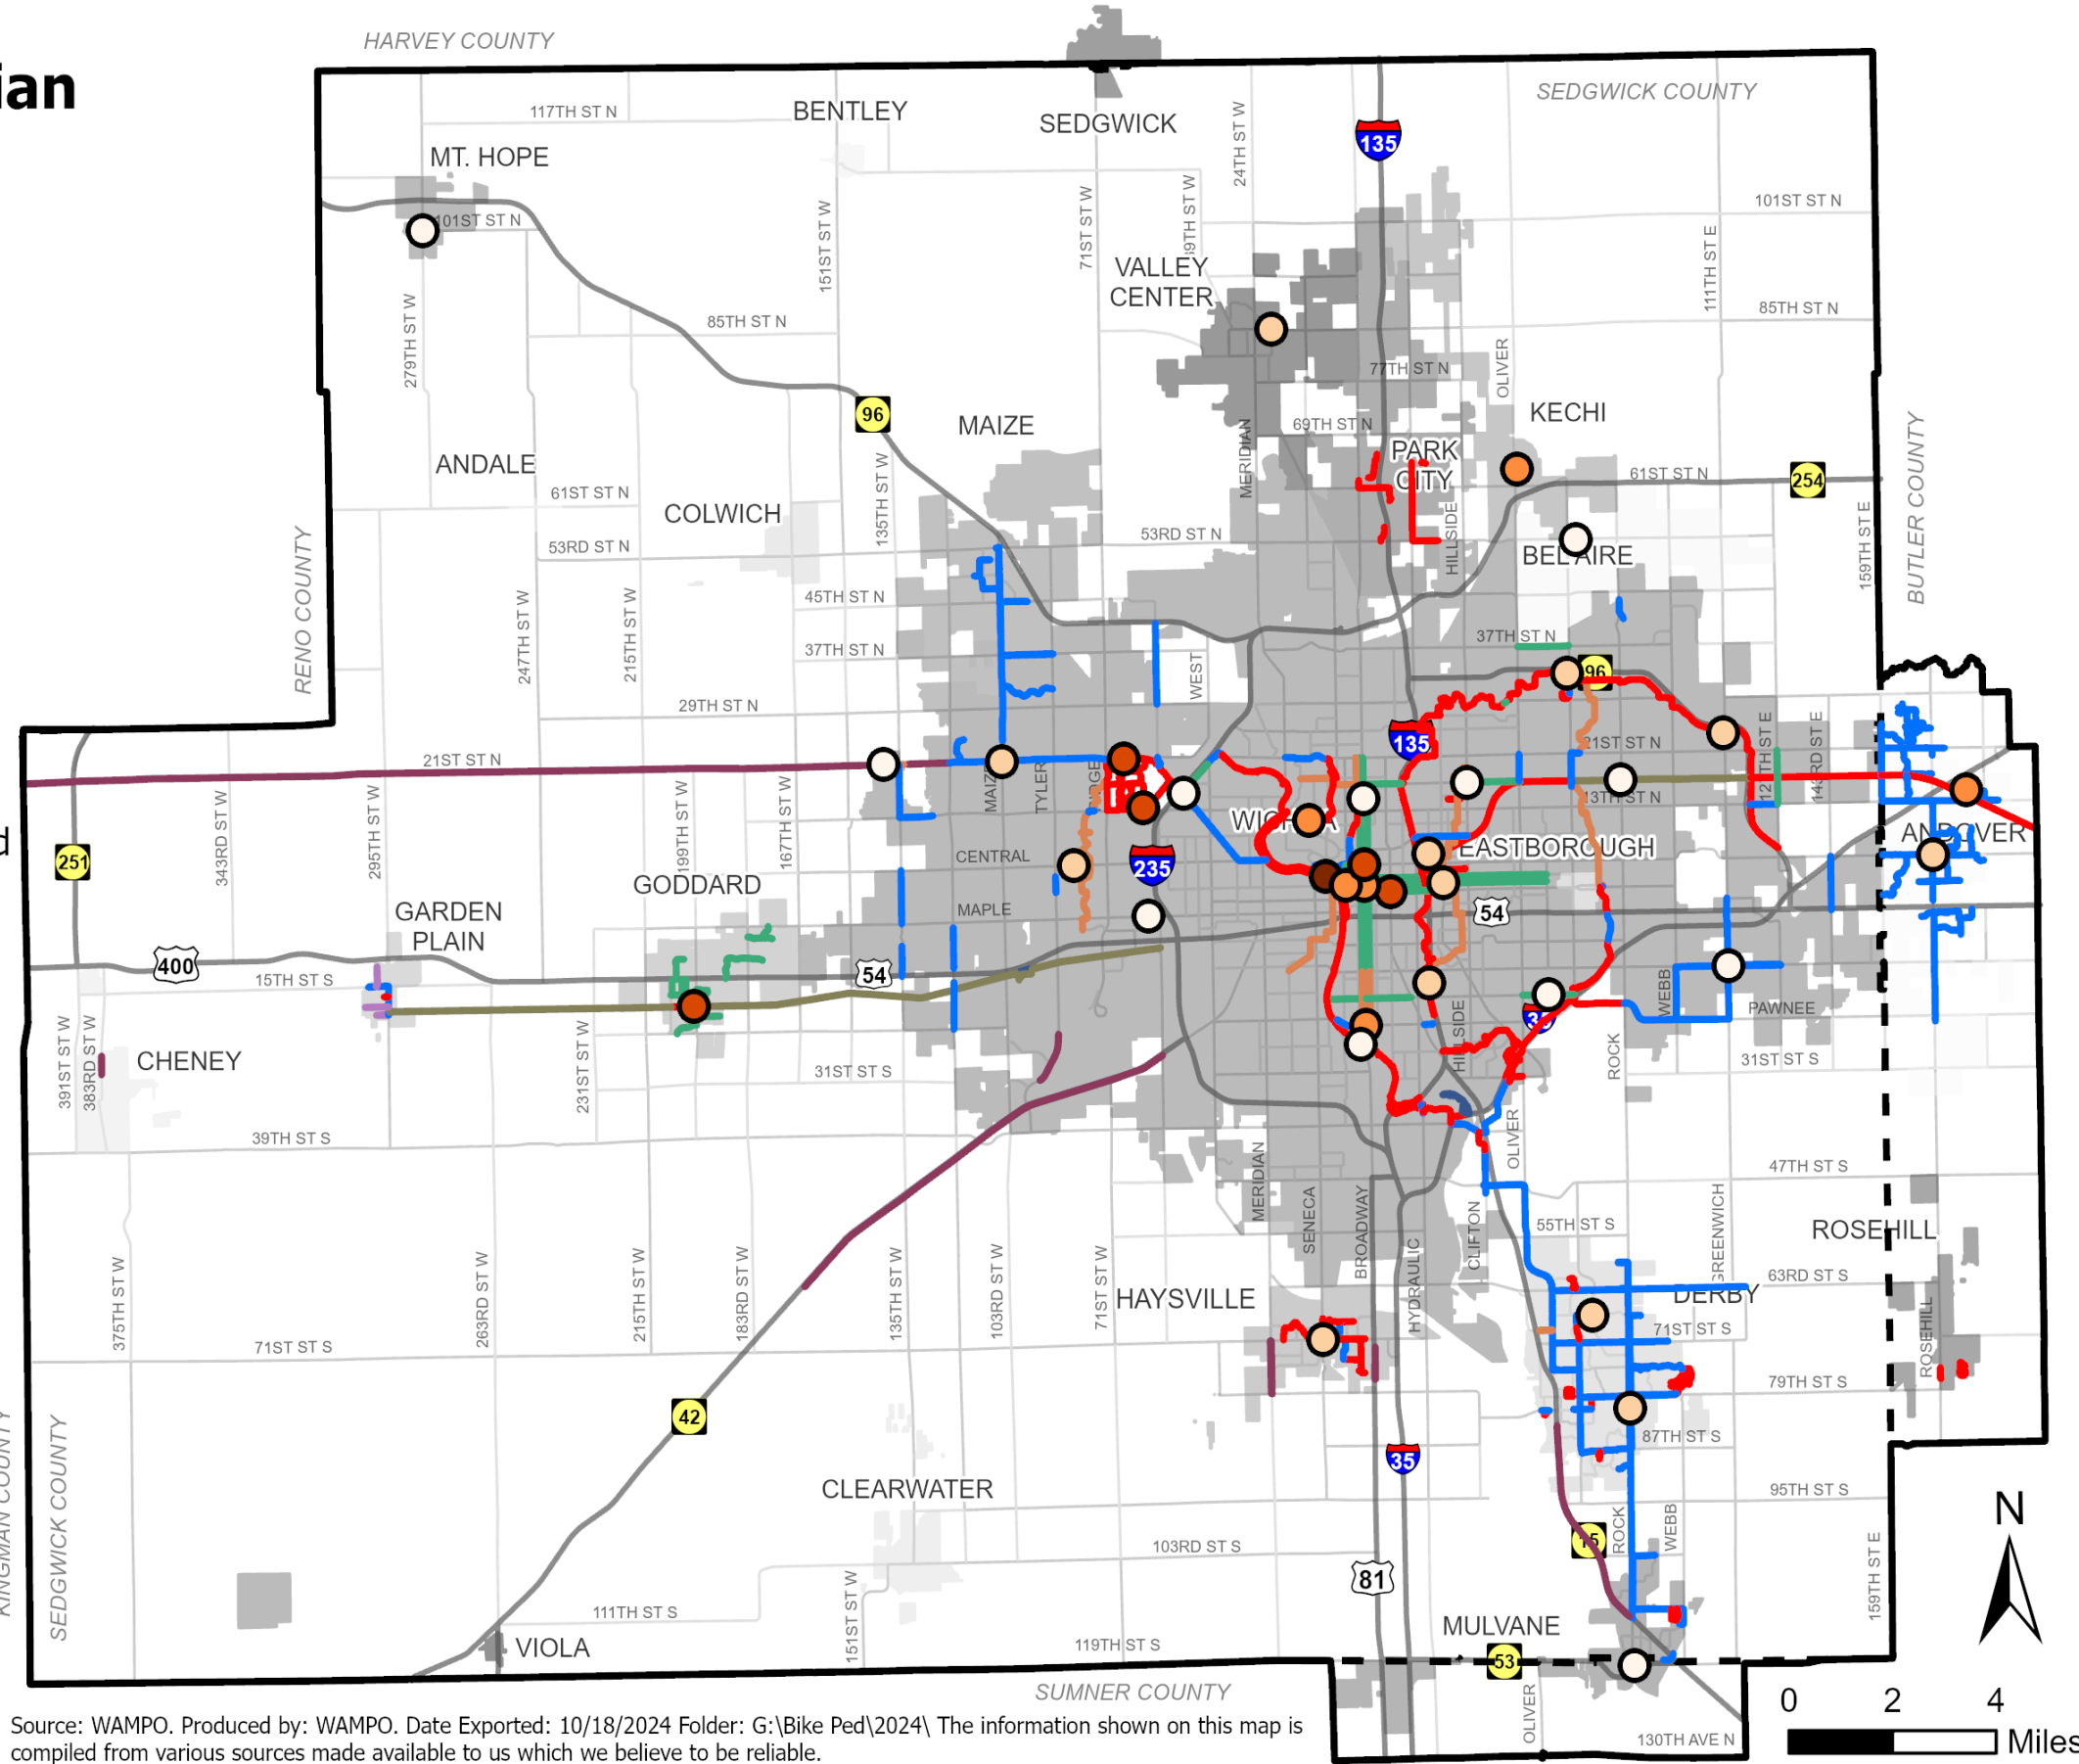 HARVEY COUNTY
ian
SEDGWICK COUNTY
BENTLEY
117TH ST N
SEDGWICK
24TH ST W
135
MT. HOPE
101ST ST N
101ST ST N
71ST ST W
151ST ST W
111TH ST E
VALLEY
CENTER
279TH ST W
85TH ST N
85TH ST N
OLIVER
77TH ST N
96
MAIZE
KECHI
69TH ST N
MERIDIAN
PARK
CITY
BUTLER COUNTY
ANDALE
61ST ST N
254
61ST ST N
135TH ST W
COLWICH
HILLSIDE
159TH ST E
53RD ST N
53RD ST N
BEL AIRE
RENO COUNTY
45TH ST N
247TH ST W
215TH ST W
37TH ST N
37TH ST N
WEST
96
29TH ST N
135
21ST ST N
127TH ST E
143RD ST E
21ST ST N
MAIZE
TYLER
RIDGE
13TH ST N
343RD ST W
295TH ST W
199TH ST W
167TH ST W
WICHITA
ANDOVER
d
251
CENTRAL
235
EASTBOROUGH
GODDARD
MAPLE
54
GARDEN
PLAIN
400
54
15TH ST S
WEBB
PAWNEE
391ST ST W
383RD ST W
CHENEY
231ST ST W
31ST ST S
HILLSIDE
ROCK
31ST ST S
39TH ST S
OLIVER
MERIDIAN
47TH ST S
SENECA
BROADWAY
CLIFTON
55TH ST S
GREENWICH
ROSEHILL
375TH ST W
263RD ST W
215TH ST W
183RD ST W
135TH ST W
103RD ST W
71ST ST W
HYDRAULIC
63RD ST S
HAYSVILLE
DERBY
71ST ST S
71ST ST S
ROSEHILL
79TH ST S
42
87TH ST S
35
KINGMAN COUNTY
SEDGWICK COUNTY
CLEARWATER
95TH ST S
N
15
ROCK
WEBB
103RD ST S
159TH ST E
81
111TH ST S
151ST ST W
MULVANE
VIOLA
119TH ST S
53
SUMNER COUNTY
OLIVER
0 2 4
Miles
130TH AVE N
Source: WAMPO. Produced by: WAMPO. Date Exported: 10/18/2024 Folder: G:\Bike Ped\2024\ The information shown on this map is
compiled from various sources made available to us which we believe to be reliable.